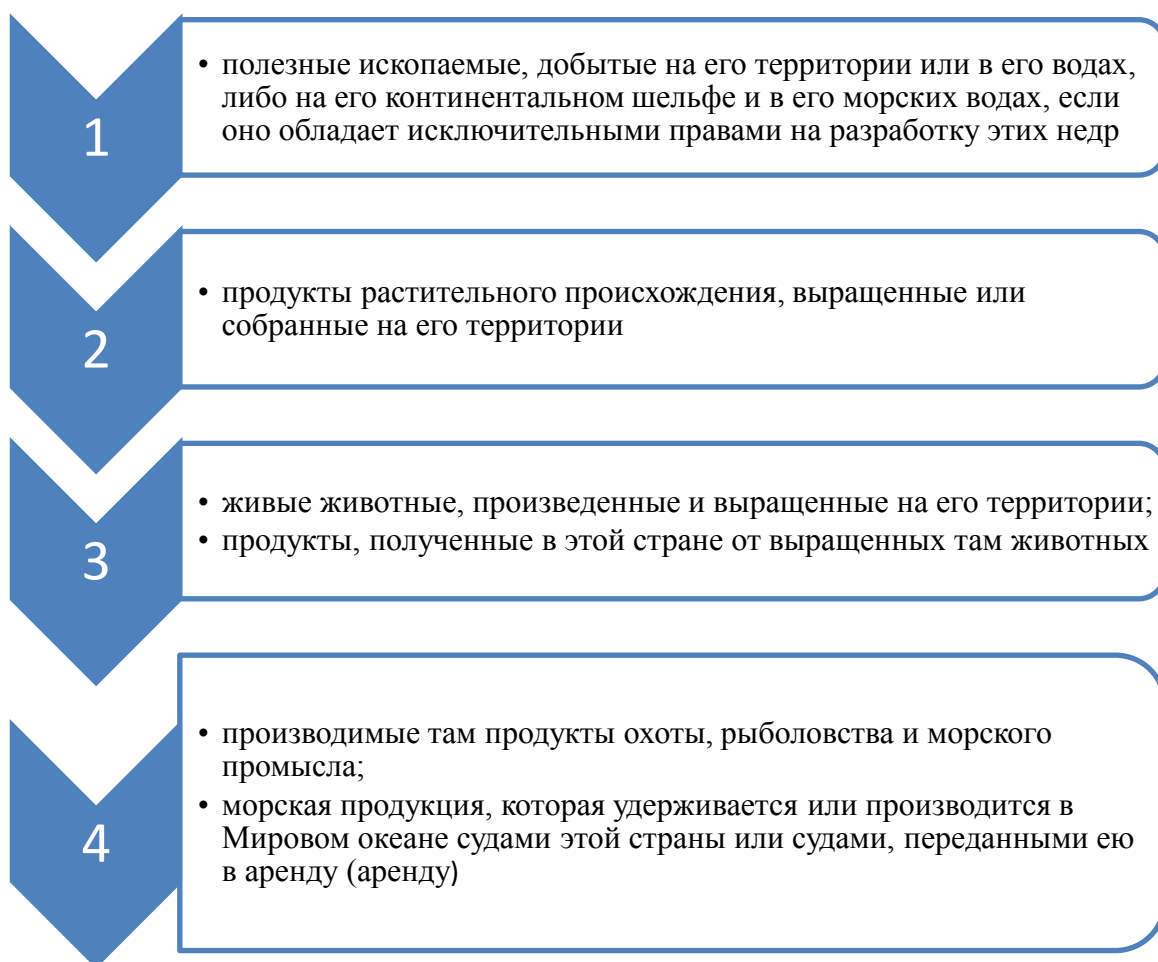 1
• полезные ископаемые, добытые на его территории или в его водах,
либо на его континентальном шельфе и в его морских водах, если
оно обладает исключительными правами на разработку этих недр
2
• продукты растительного происхождения, выращенные или
собранные на его территории
3
• живые животные, произведенные и выращенные на его территории;
• продукты, полученные в этой стране от выращенных там животных
4
• производимые там продукты охоты, рыболовства и морского
промысла;
• морская продукция, которая удерживается или производится в
Мировом океане судами этой страны или судами, переданными ею
в аренду (аренду)